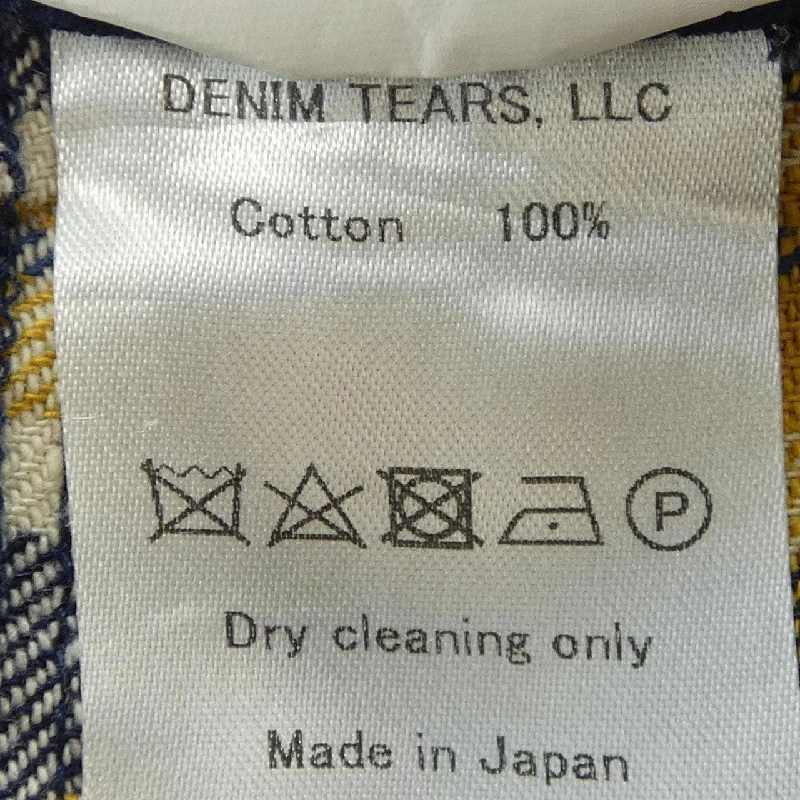 DENIM TEARS, LLC
Cotton 100%
P
Dry cleaning only
Made in Japan